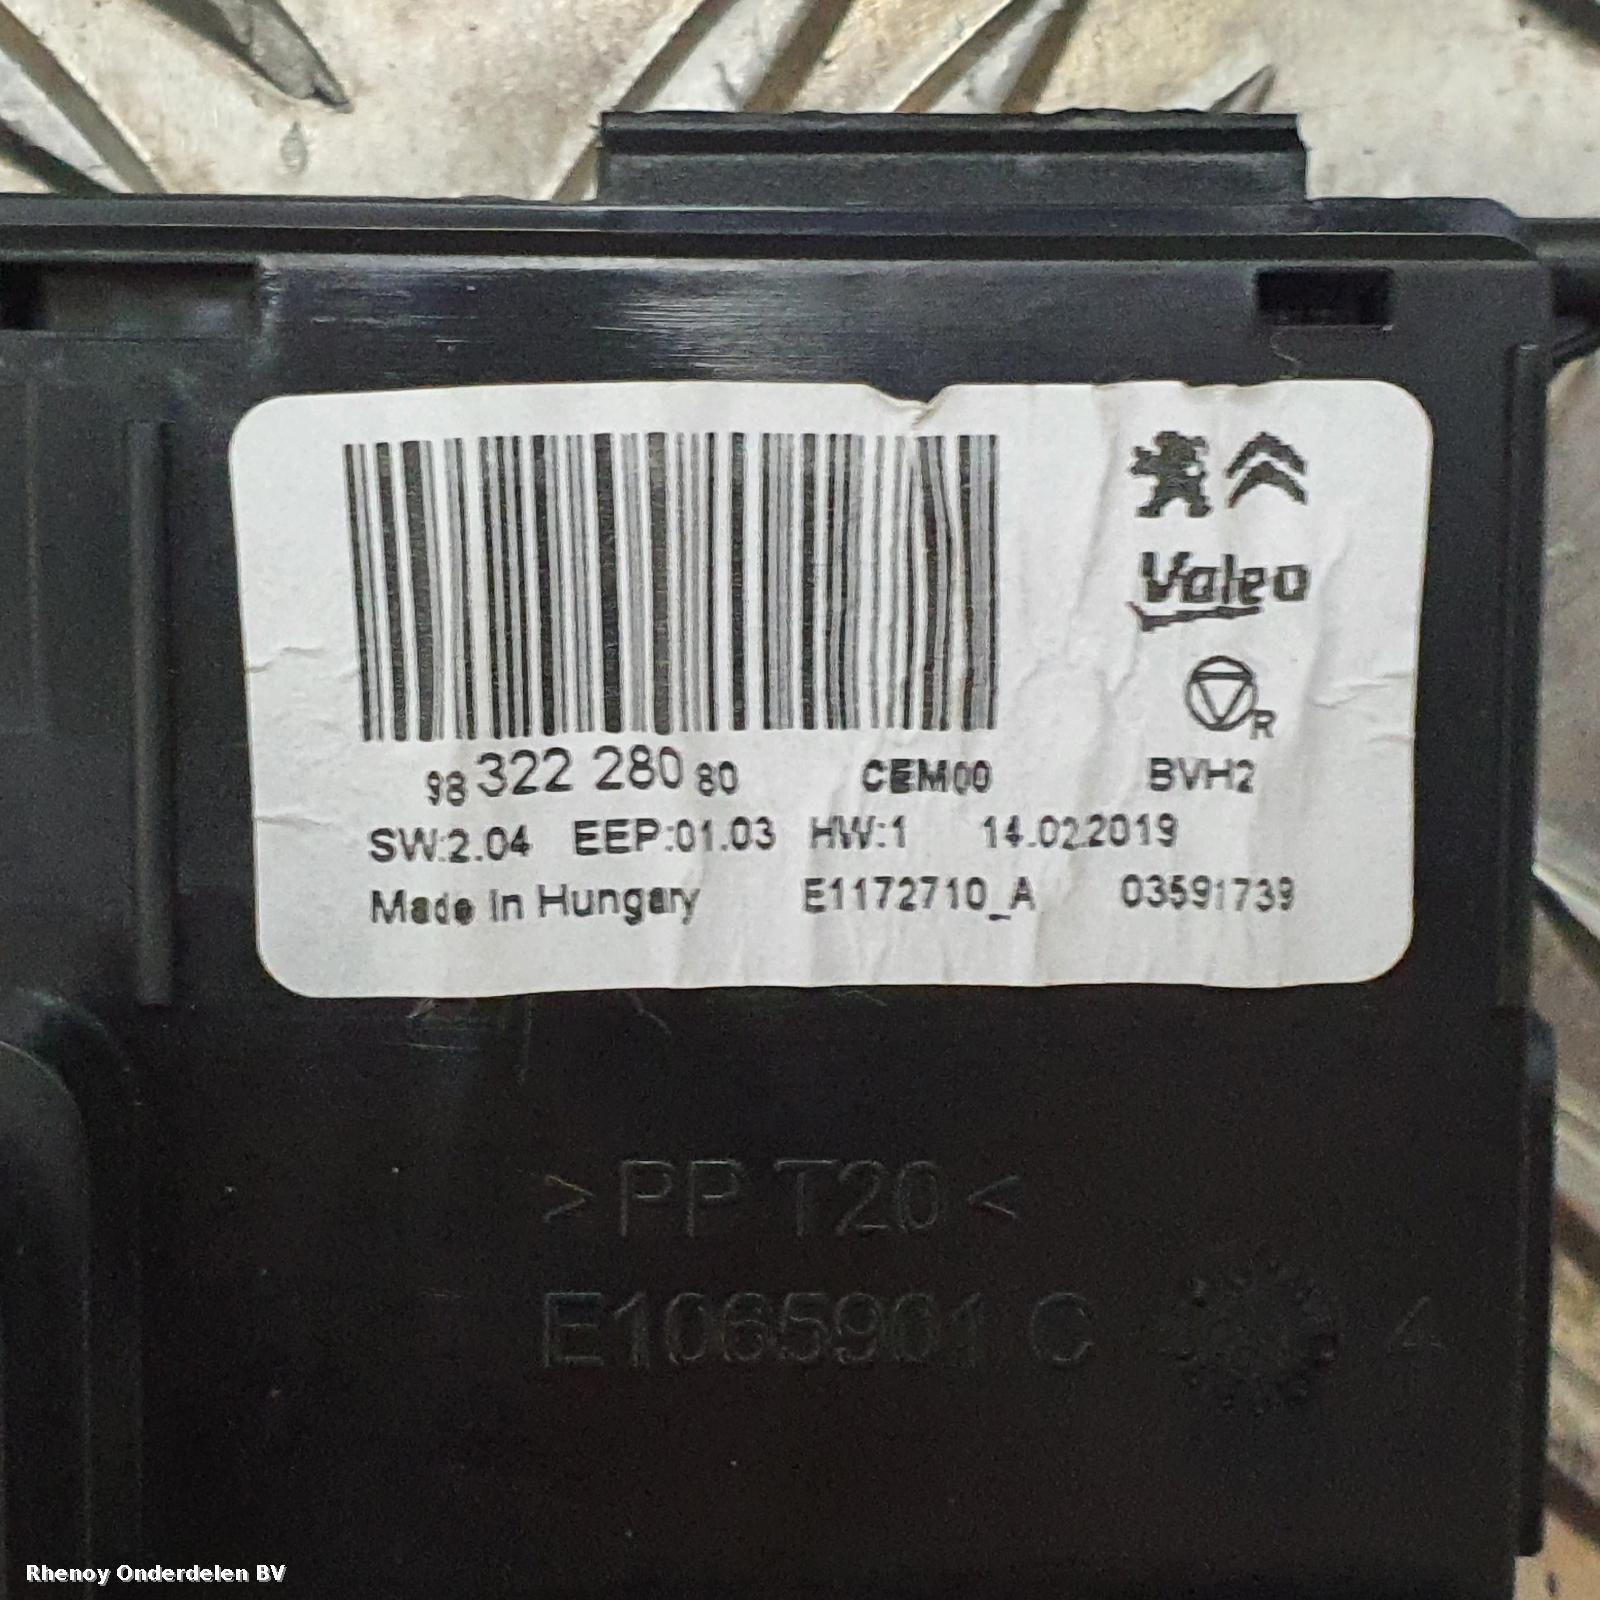 Valeo
R
98 322 280 80 CEM00 BVH2
SW:2.04 EEP:01.03 HW:1 14.02.2019
Made In Hungary E1172710_A 03591739
> PP T20 <
E1065901 C 4
Rhenoy Onderdelen BV